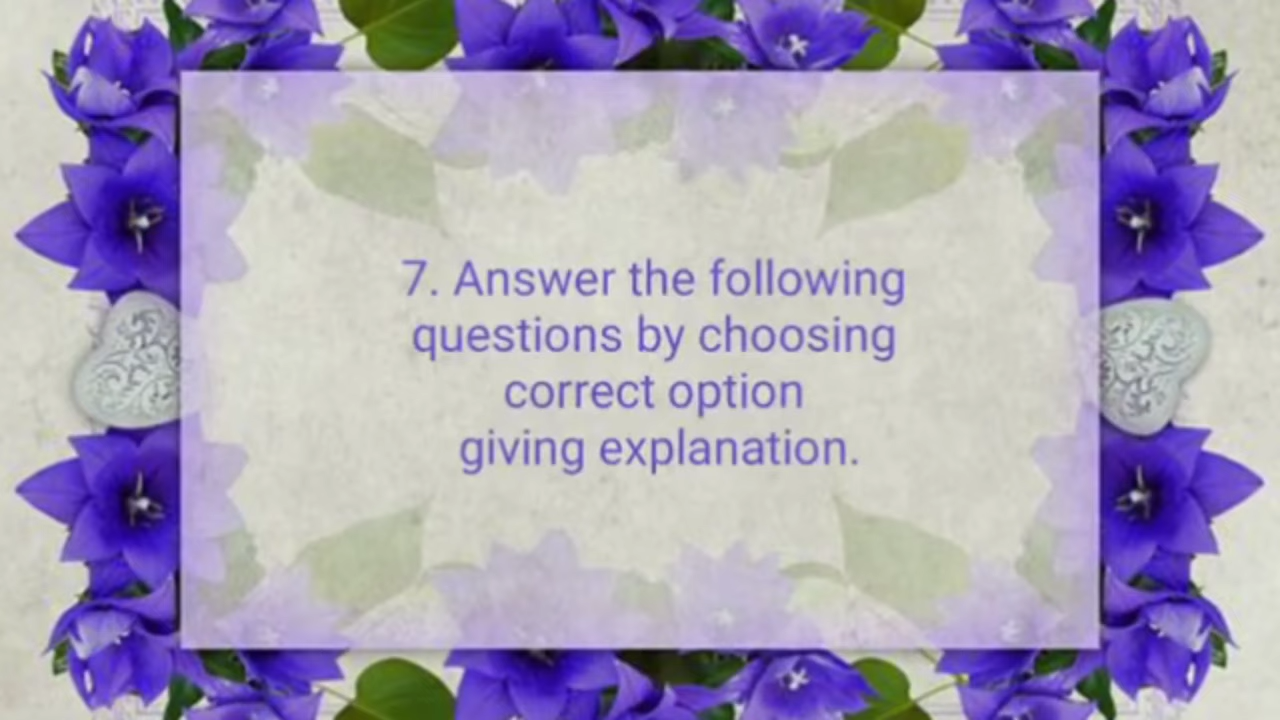 7. Answer the following
questions by choosing
correct option
giving explanation.